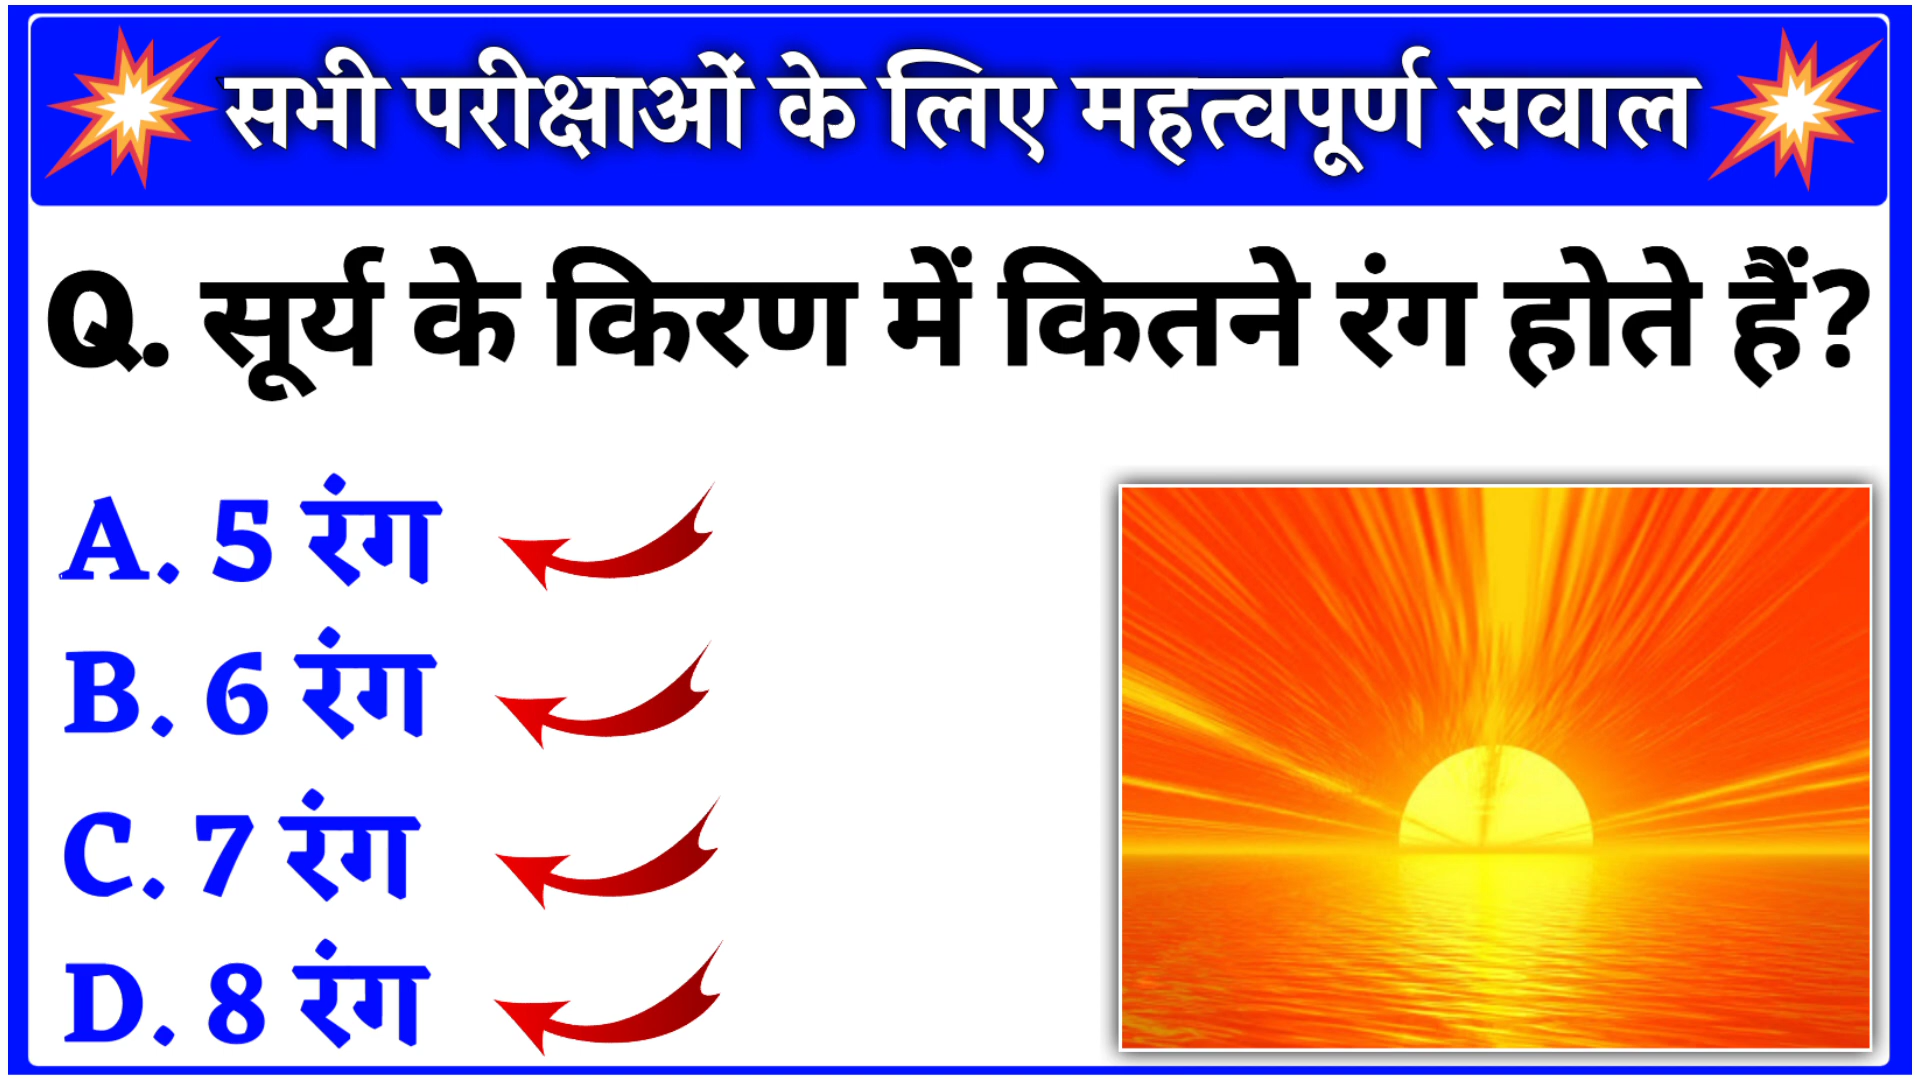 सभी परीक्षाओं के लिए महत्वपूर्ण सवाल
Q. सूर्य के किरण में कितने रंग होते हैं?
A. 5 रंग
B. 6 रंग
C. 7 रंग
D. 8 रंग